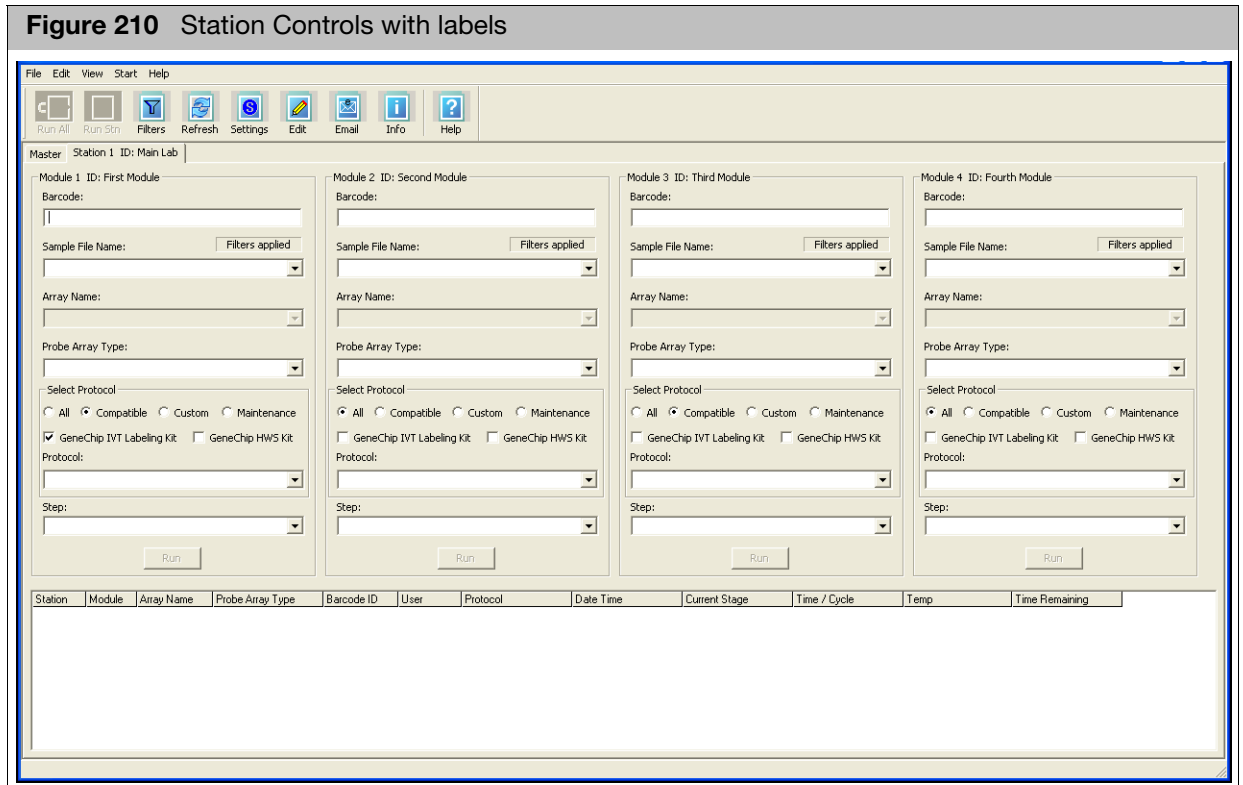 Figure 210 Station Controls with labels
File Edit View Start Help
Run All Run Stn Filters Refresh Settings Edit Email Info Help
Master Station 1 ID: Main Lab
Module 1 ID: First Module Module 2 ID: Second Module Module 3 ID: Third Module Module 4 ID: Fourth Module
Barcode: Barcode: Barcode: Barcode:
Sample File Name: Filters applied Sample File Name: Filters applied Sample File Name: Filters applied Sample File Name: Filters applied
Array Name: Array Name: Array Name: Array Name:
Probe Array Type: Probe Array Type: Probe Array Type: Probe Array Type:
Select Protocol Select Protocol Select Protocol Select Protocol
All Compatible Custom Maintenance All Compatible Custom Maintenance All Compatible Custom Maintenance All Compatible Custom Maintenance
GeneChip IVT Labeling Kit GeneChip HWS Kit GeneChip IVT Labeling Kit GeneChip HWS Kit GeneChip IVT Labeling Kit GeneChip HWS Kit GeneChip IVT Labeling Kit GeneChip HWS Kit
Protocol: Protocol: Protocol: Protocol:
Step: Step: Step: Step:
Run Run Run Run
Station Module Array Name Probe Array Type Barcode ID User Protocol Date Time Current Stage Time / Cycle Temp Time Remaining